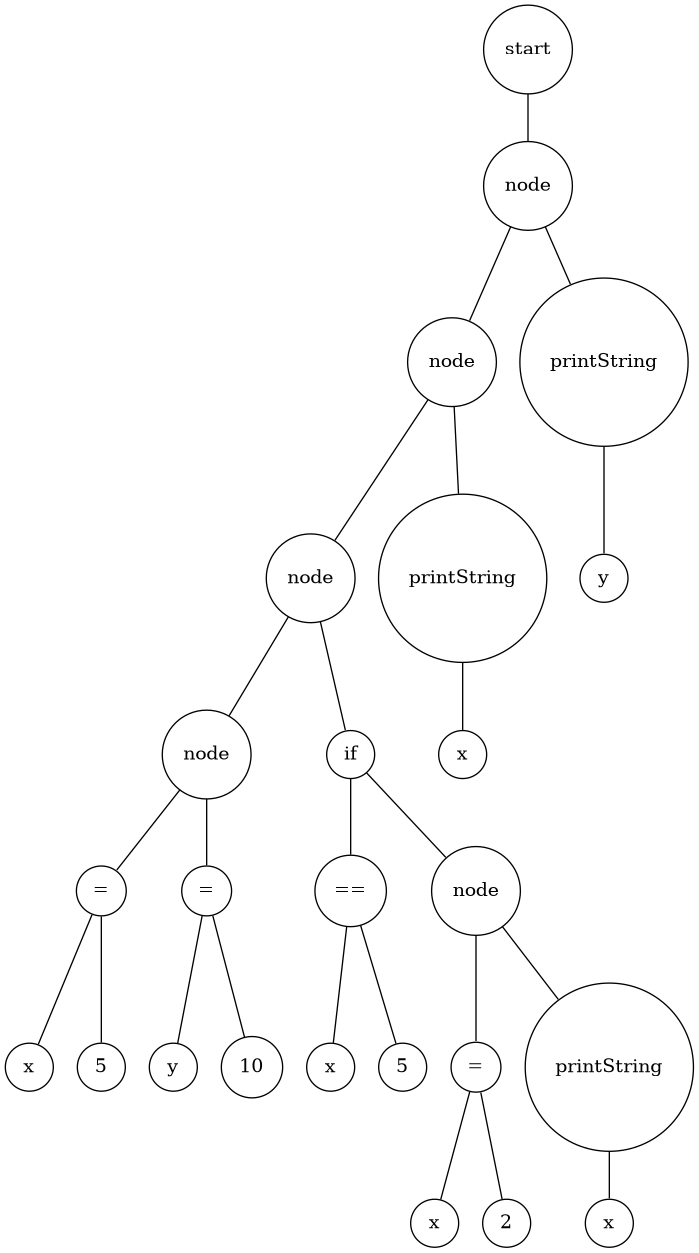 start
node
node
printString
node
printString
y
node
if
x
=
=
==
node
x
5
y
10
x
5
=
printString
x
2
x